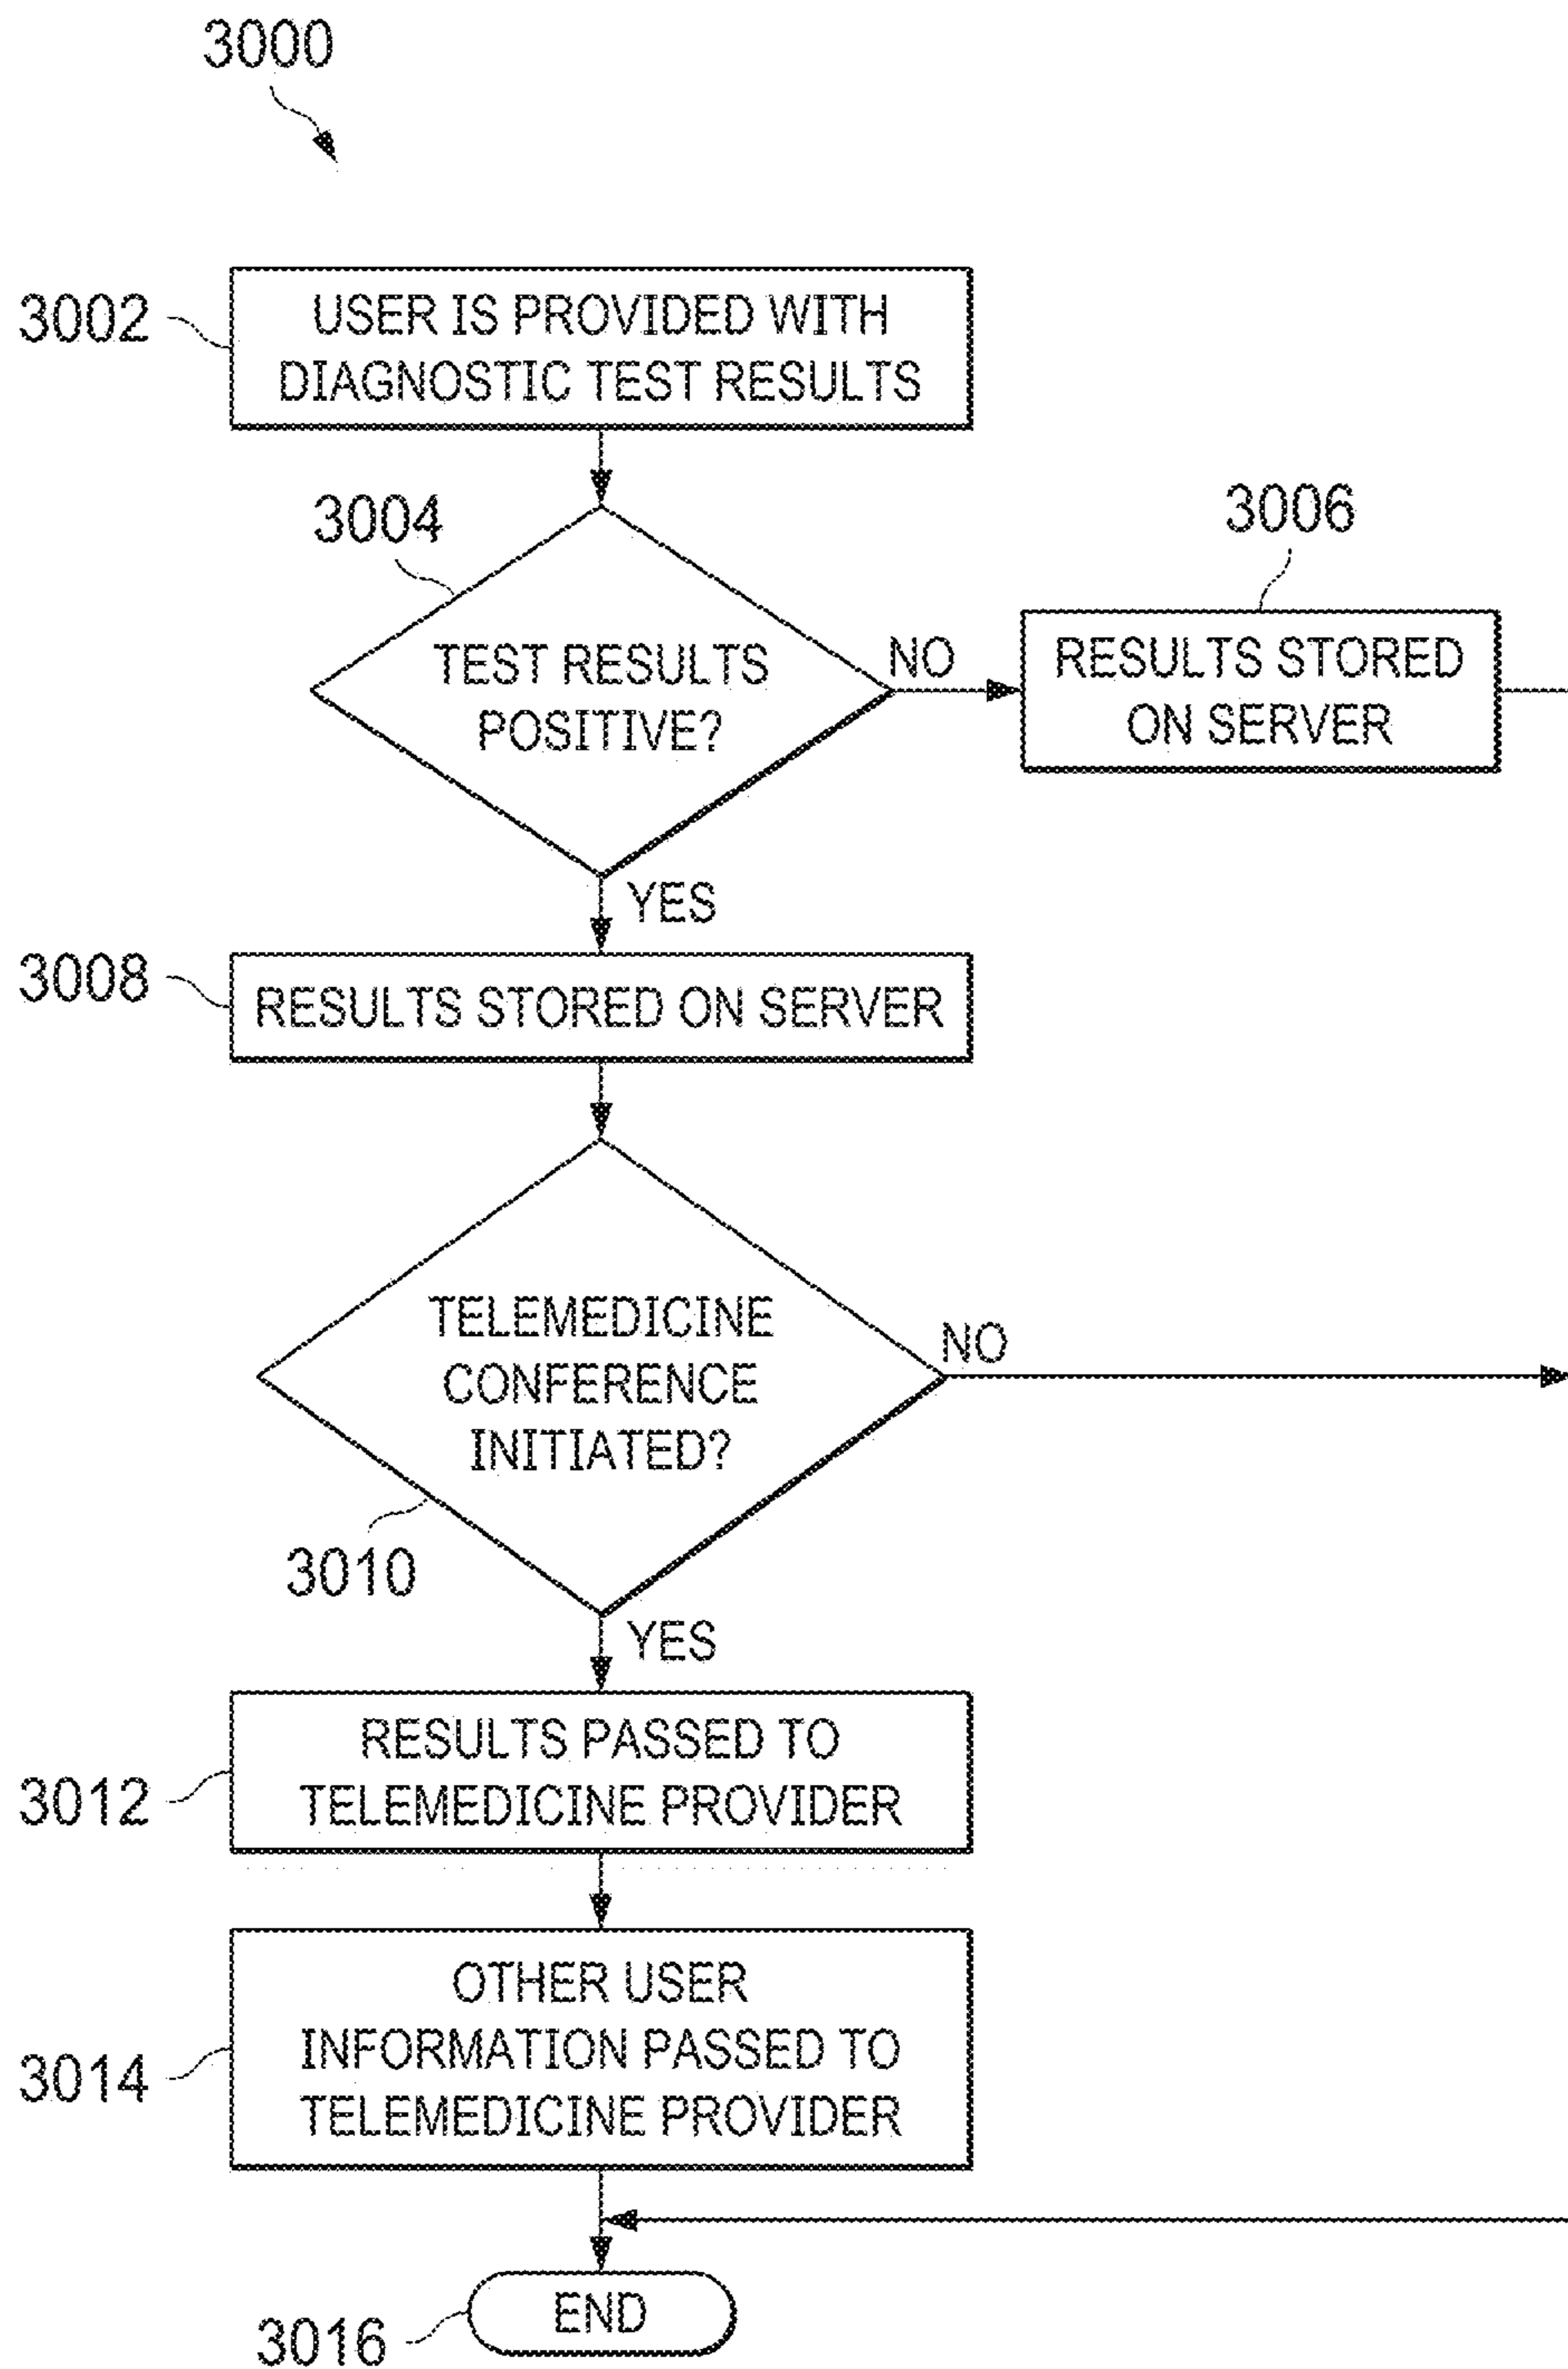 3000
3002
USER IS PROVIDED WITH
DIAGNOSTIC TEST RESULTS
3004
TEST RESULTS
POSITIVE?
NO
3006
RESULTS STORED
ON SERVER
YES
3008
RESULTS STORED ON SERVER
TELEMEDICINE
CONFERENCE
INITIATED?
NO
3010
YES
3012
RESULTS PASSED TO
TELEMEDICINE PROVIDER
3014
OTHER USER
INFORMATION PASSED TO
TELEMEDICINE PROVIDER
3016
END